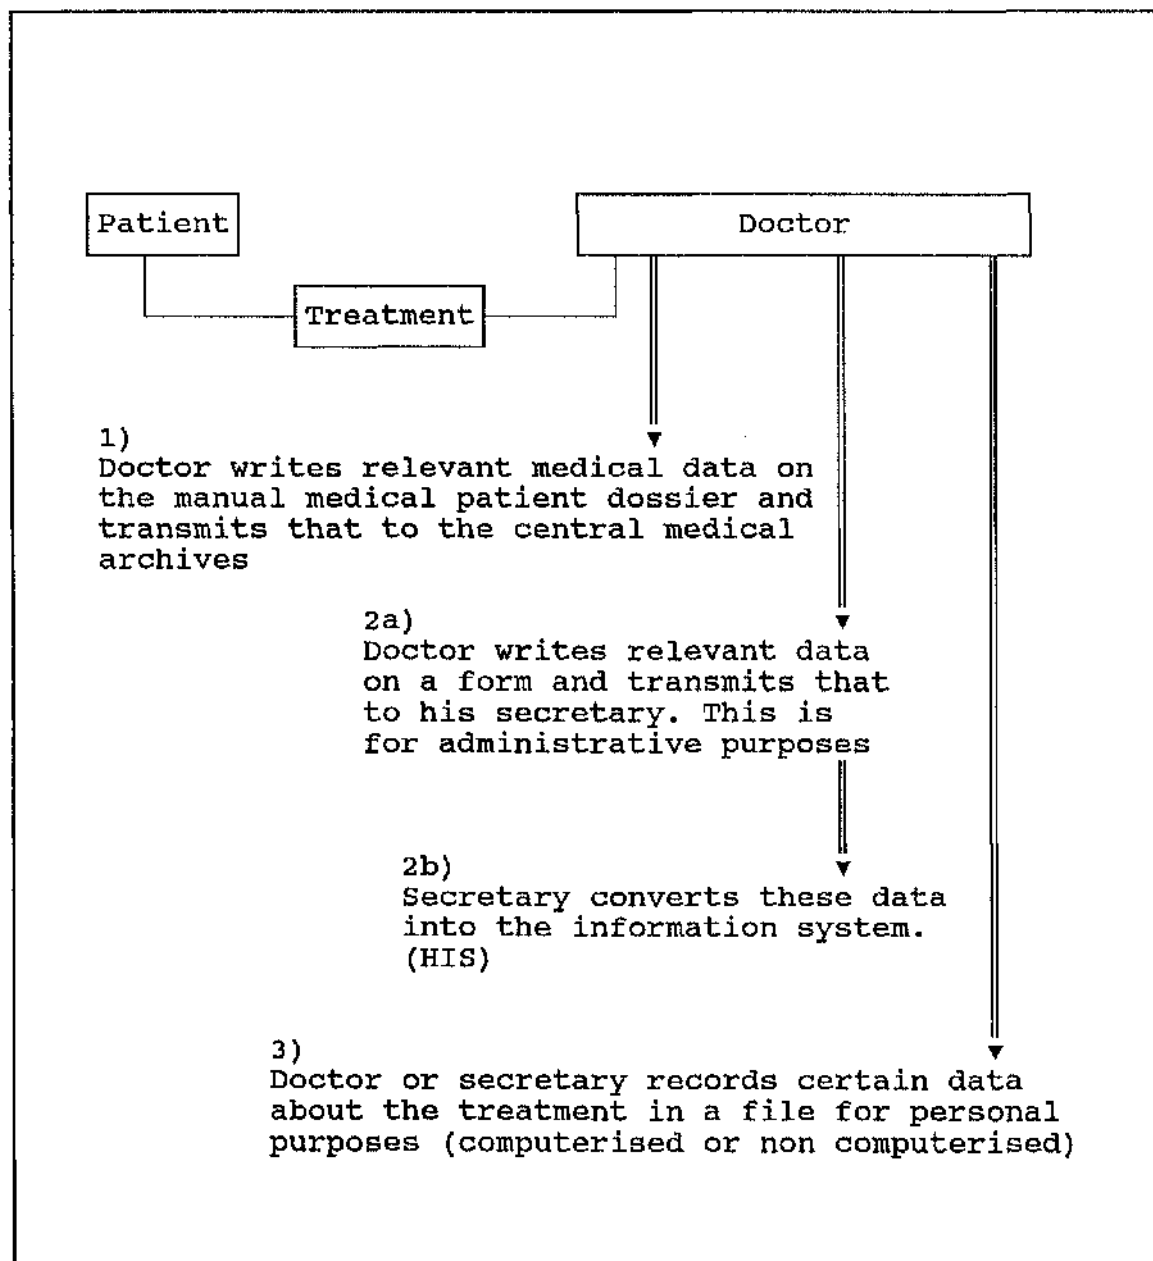 Patient
Doctor
Treatment
1)
Doctor writes relevant medical data on
the manual medical patient dossier and
transmits that to the central medical
archives
2a)
Doctor writes relevant data
on a form and transmits that
to his secretary. This is
for administrative purposes
2b)
Secretary converts these data
into the information system.
(HIS)
3)
Doctor or secretary records certain data
about the treatment in a file for personal
purposes (computerised or non computerised)